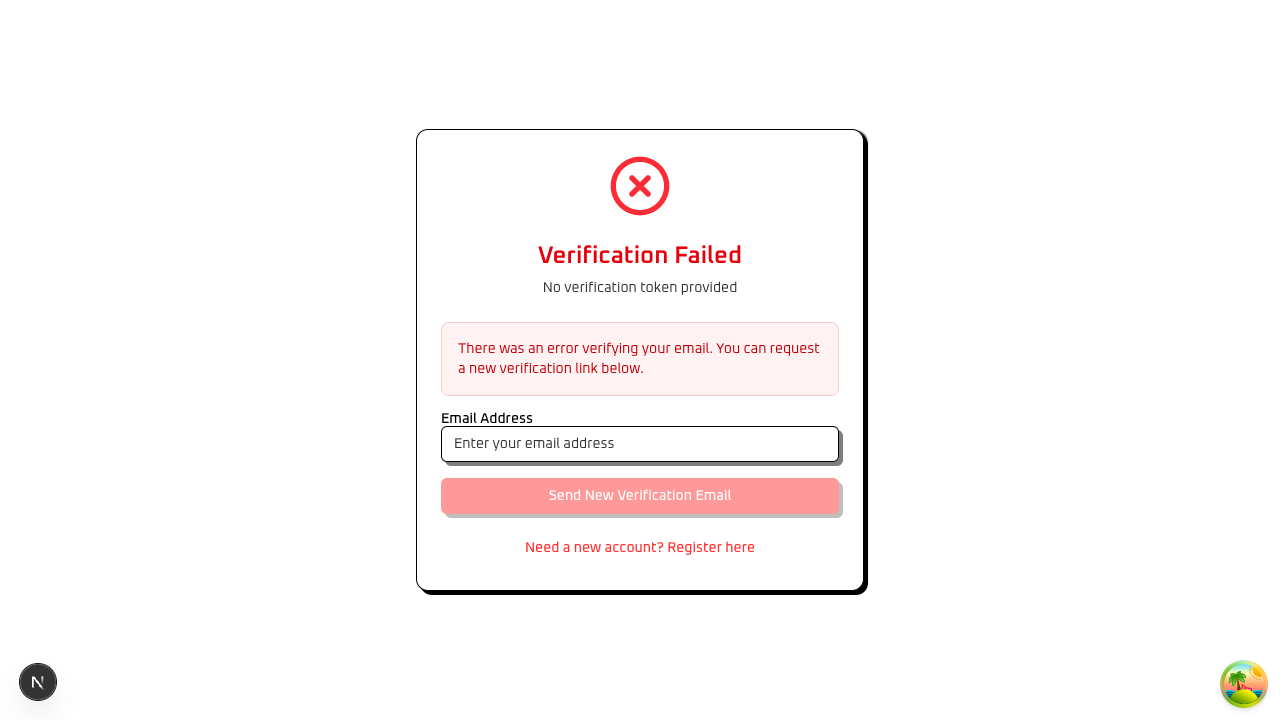 Verification Failed
No verification token provided
There was an error verifying your email. You can request
a new verification link below.
Email Address
Enter your email address
Send New Verification Email
Need a new account? Register here
N